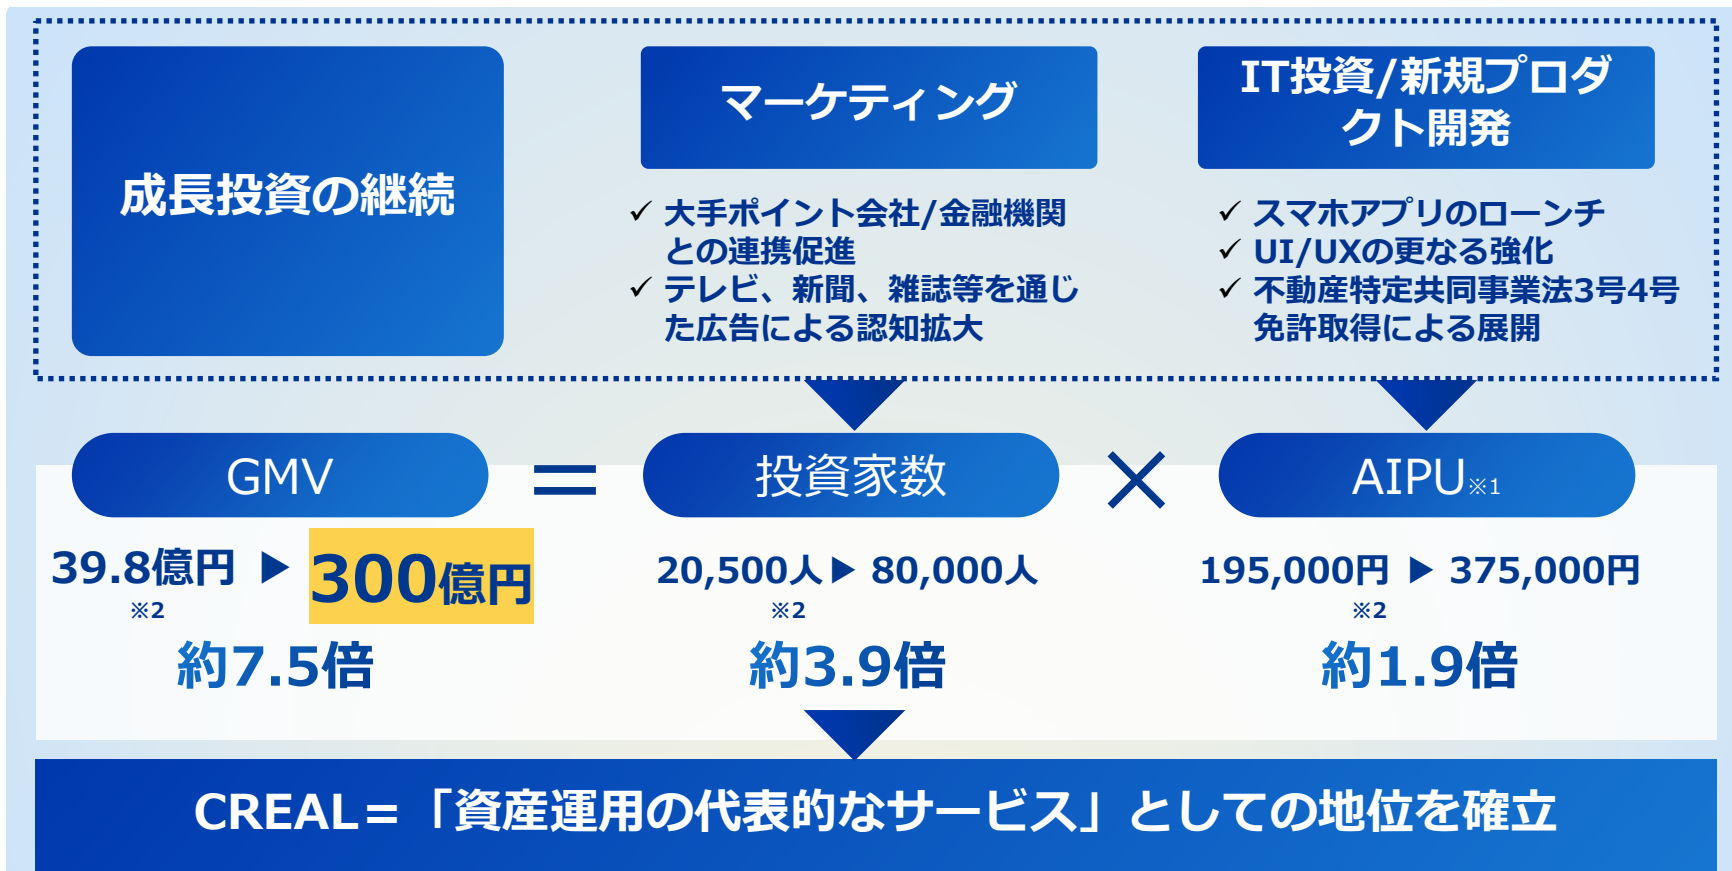 成長投資の継続
マーケティング
✓ 大手ポイント会社/金融機関
との連携促進
✓ テレビ、新聞、雑誌等を通じ
た広告による認知拡大
IT投資/新規プロダ
クト開発
✓ スマホアプリのローンチ
✓ UI/UXの更なる強化
✓ 不動産特定共同事業法3号4号
免許取得による展開
GMV = 投資家数 × AIPU※1
39.8億円 ▶ 300億円
※2
約7.5倍
20,500人 ▶ 80,000人
※2
約3.9倍
195,000円 ▶ 375,000円
※2
約1.9倍
CREAL=「資産運用の代表的なサービス」としての地位を確立